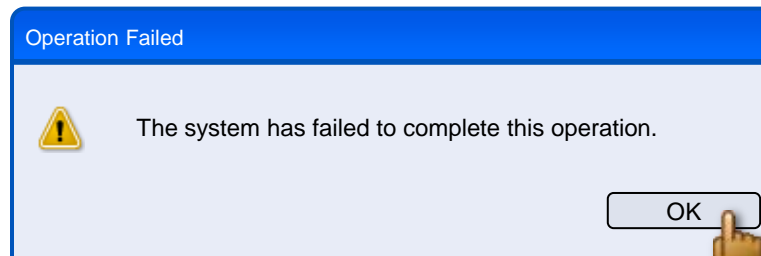 Operation Failed
The system has failed to complete this operation.
OK